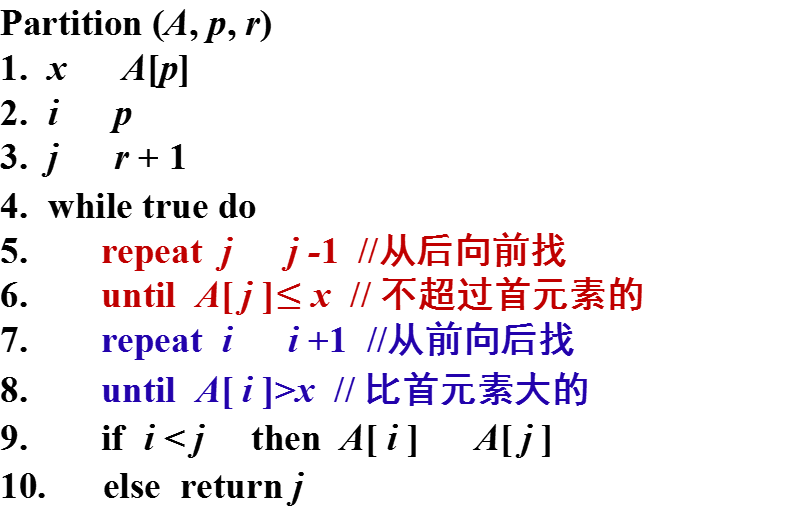 Partition (A, p, r)
1. x A[p]
2. i p
3. j r + 1
4. while true do
5. repeat j j -1 //从后向前找
6. until A[ j ]≤ x // 不超过首元素的
7. repeat i i +1 //从前向后找
8. until A[ i ]>x // 比首元素大的
9. if i < j then A[ i ] A[ j ]
10. else return j